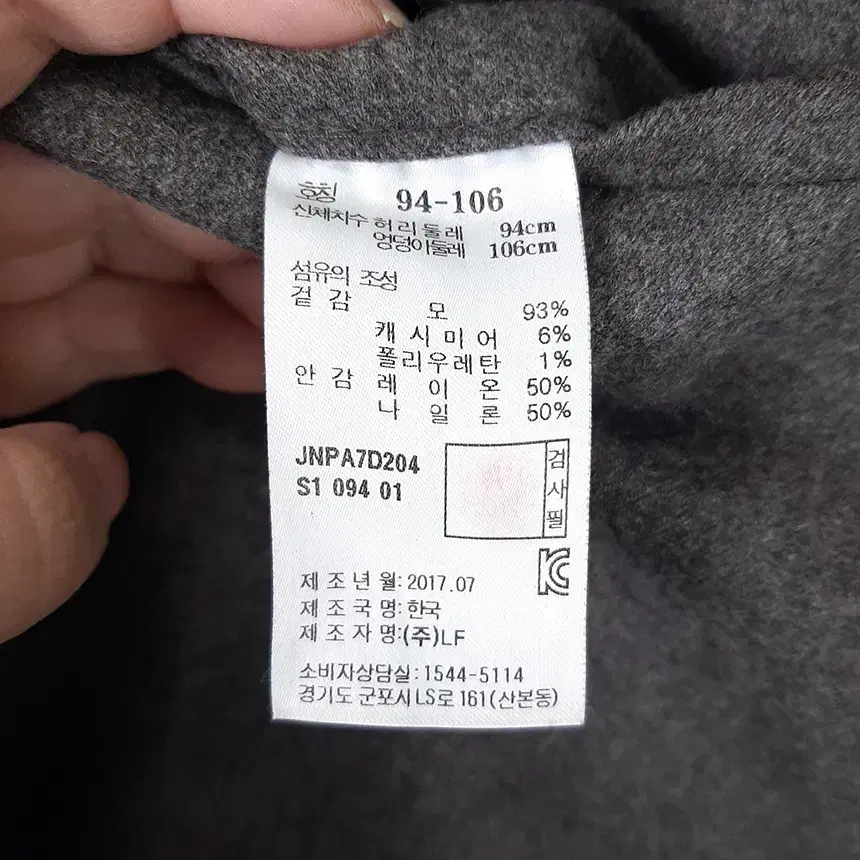 호칭 94-106
신체치수 허리둘레 94cm
엉덩이둘레 106cm
섬유의 조성
겉감 모 93%
캐시미어 6%
폴리우레탄 1%
안감 레이온 50%
나일론 50%
JNPA7D204
S1 094 01
검사필
제조년월: 2017.07
제조국명: 한국
제조자명:(주)LF
소비자상담실:1544-5114
경기도 군포시 LS로 161(산본동)